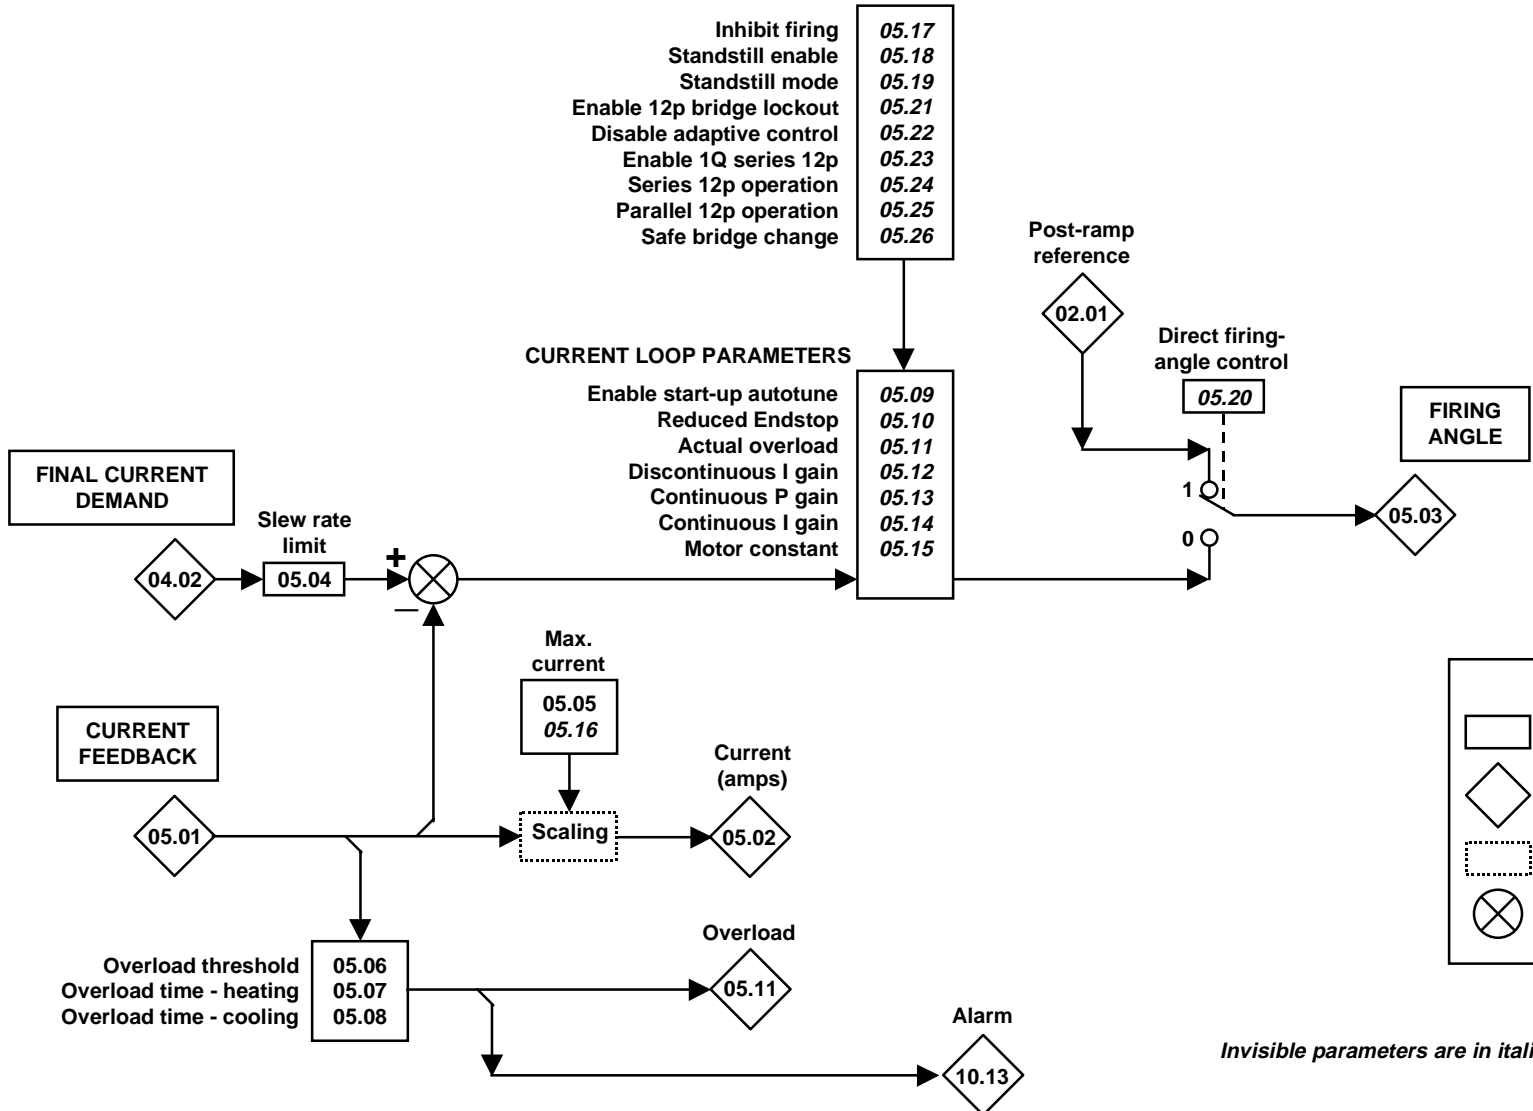 Inhibit firing 05.17
Standstill enable 05.18
Standstill mode 05.19
Enable 12p bridge lockout 05.21
Disable adaptive control 05.22
Enable 1Q series 12p 05.23
Series 12p operation 05.24
Parallel 12p operation 05.25
Safe bridge change 05.26
Post-ramp
reference
02.01
Direct firing-
angle control
05.20
CURRENT LOOP PARAMETERS
Enable start-up autotune 05.09
Reduced Endstop 05.10
Actual overload 05.11
Discontinuous I gain 05.12
Continuous P gain 05.13
Continuous I gain 05.14
Motor constant 05.15
1
0
FIRING
ANGLE
05.03
FINAL CURRENT
DEMAND
04.02
Slew rate
limit
05.04
+
–
Max.
current
05.05
05.16
CURRENT
FEEDBACK
05.01
Scaling
Current
(amps)
05.02
Overload threshold 05.06
Overload time - heating 05.07
Overload time - cooling 05.08
Overload
05.11
Alarm
10.13
Invisible parameters are in itali